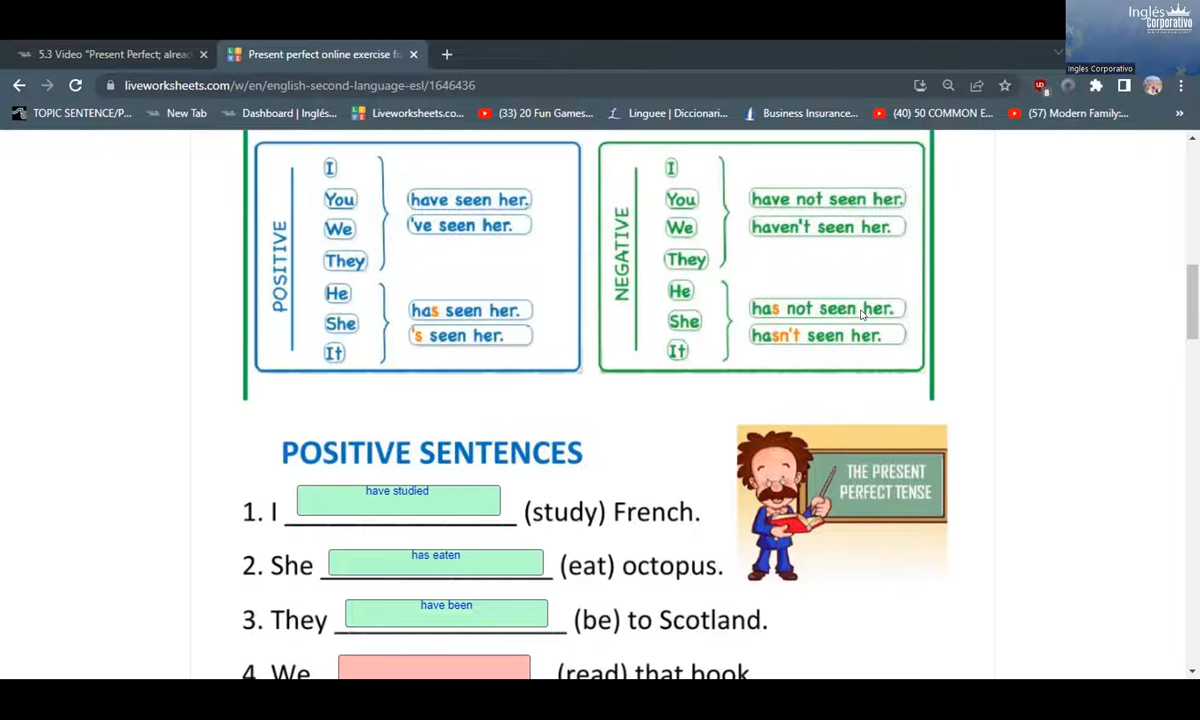 Inglés
Corporativo
Ingles Corporativo
5.3 Video "Present Perfect; alrea
Present perfect online exercise fo
liveworksheets.com/w/en/english-second-language-esl/1646436
TOPIC SENTENCE/P...
New Tab
Dashboard | Inglés...
Liveworksheets.co...
(33) 20 Fun Games...
Linguee | Diccionari...
Business Insurance...
(40) 50 COMMON E...
(57) Modern Family:...
POSITIVE
I
You
We
They
have seen her.
've seen her.
He
She
It
has seen her.
's seen her.
NEGATIVE
I
You
We
They
have not seen her.
haven't seen her.
He
She
It
has not seen her.
hasn't seen her.
POSITIVE SENTENCES
THE PRESENT
PERFECT TENSE
1. I have studied (study) French.
2. She has eaten (eat) octopus.
3. They have been (be) to Scotland.
4. We (read) that book